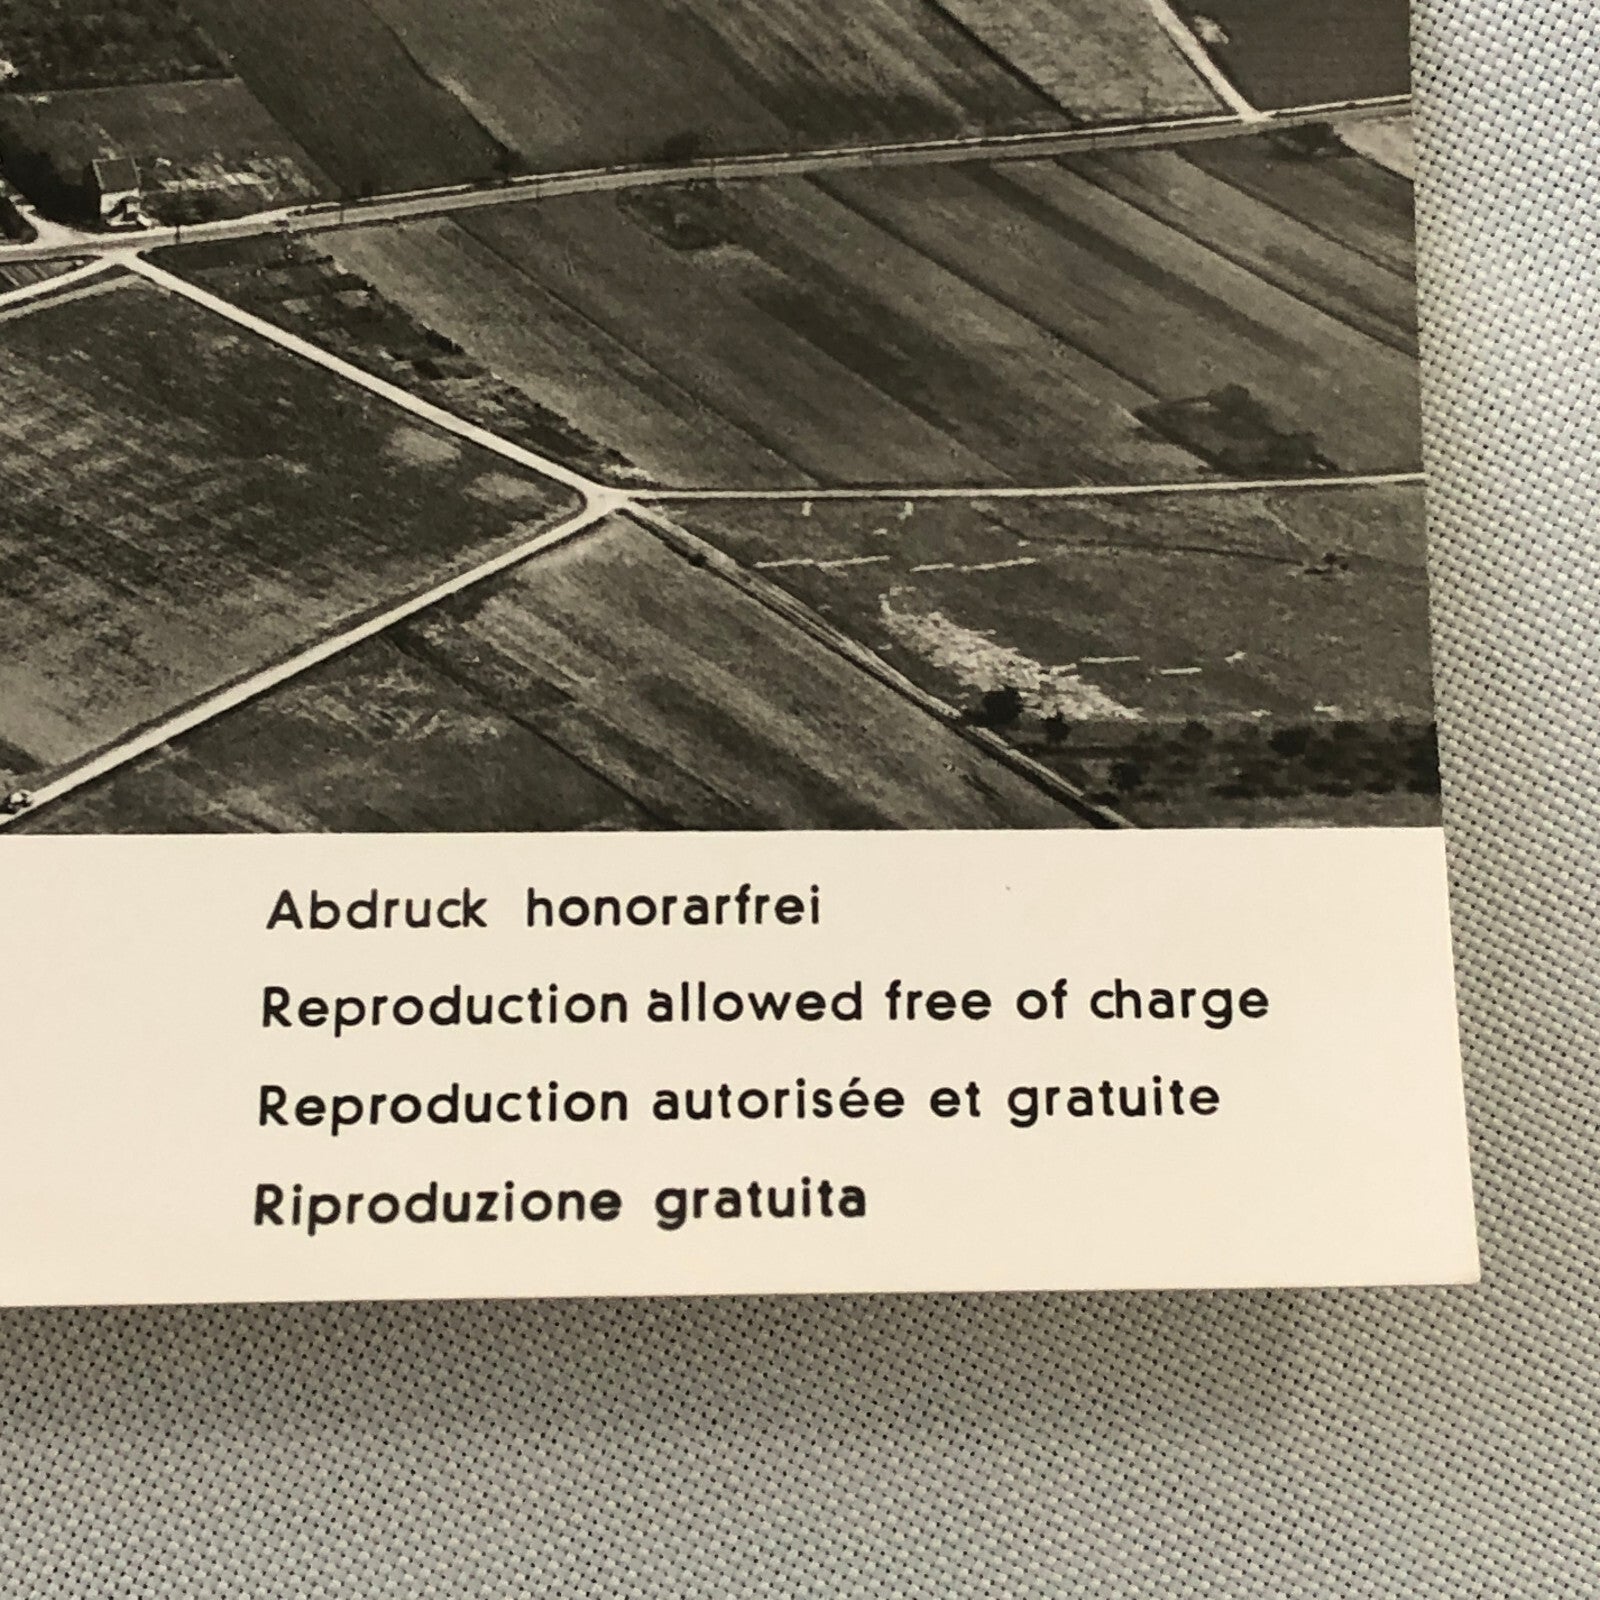 Abdruck honorarfrei
Reproduction allowed free of charge
Reproduction autorisée et gratuite
Riproduzione gratuita